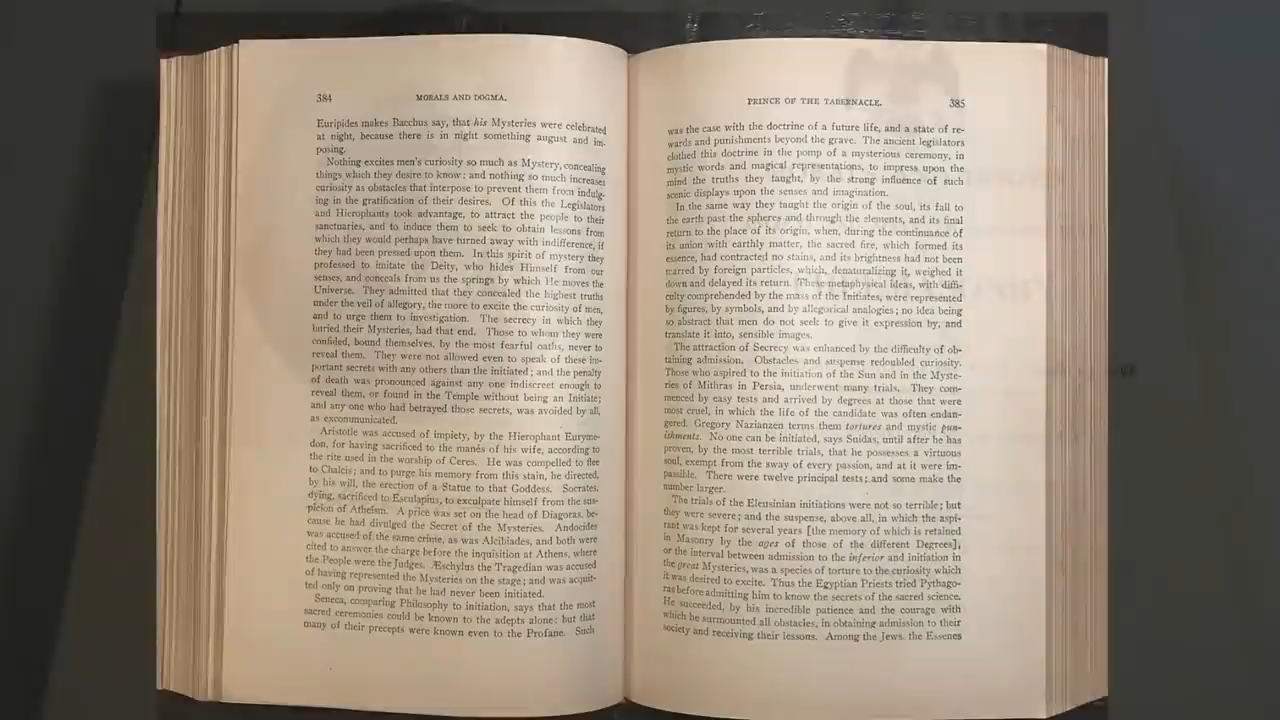 384
MORALS AND DOGMA.
Euripides makes Bacchus say, that his Mysteries were celebrated
at night, because there is in night something august and im-
posing.
Nothing excites men's curiosity so much as Mystery, concealing
things which they desire to know; and nothing so much increases
curiosity as obstacles that interpose to prevent them from indulg-
ing in the gratification of their desires. Of this the Legislators
and Hierophants took advantage, to attract the people to their
sanctuaries, and to induce them to seek to obtain lessons from
which they would perhaps have turned away with indifference, if
they had been pressed upon them. In this spirit of mystery they
professed to imitate the Deity, who hides Himself from our
senses, and conceals from us the springs by which He moves the
Universe. They admitted that they concealed the highest truths
under the veil of allegory, the more to excite the curiosity of men,
and to urge them to investigation. The secrecy in which they
buried their Mysteries, had that end. Those to whom they were
confided, bound themselves, by the most fearful oaths, never to
reveal them. They were not allowed even to speak of these im-
portant secrets with any others than the initiated; and the penalty
of death was pronounced against any one indiscreet enough to
reveal them, or found in the Temple without being an Initiate;
and any one who had betrayed those secrets, was avoided by all,
as excommunicated.
Aristotle was accused of impiety, by the Hierophant Euryme-
don, for having sacrificed to the manés of his wife, according to
the rite used in the worship of Ceres. He was compelled to flee
to Chalcis; and to purge his memory from this stain, he directed,
by his will, the erection of a Statue to that Goddess. Socrates,
dying, sacrificed to Esculapius, to exculpate himself from the sus-
picion of Atheism. A price was set on the head of Diagoras, be-
cause he had divulged the Secret of the Mysteries. Andocides
was accused of the same crime, as was Alcibiades, and both were
cited to answer the charge before the inquisition at Athens, where
the People were the Judges. Æschylus the Tragedian was accused
of having represented the Mysteries on the stage; and was acquit-
ted only on proving that he had never been initiated.
Seneca, comparing Philosophy to initiation, says that the most
sacred ceremonies could be known to the adepts alone: but that
many of their precepts were known even to the Profane. Such
PRINCE OF THE TABERNACLE.
385
was the case with the doctrine of a future life, and a state of re-
wards and punishments beyond the grave. The ancient legislators
clothed this doctrine in the pomp of a mysterious ceremony, in
mystic words and magical representations, to impress upon the
mind the truths they taught, by the strong influence of such
scenic displays upon the senses and imagination.
In the same way they taught the origin of the soul, its fall to
the earth past the spheres and through the elements, and its final
return to the place of its origin, when, during the continuance of
its union with earthly matter, the sacred fire, which formed its
essence, had contracted no stains, and its brightness had not been
marred by foreign particles, which, denaturalizing it, weighed it
down and delayed its return. These metaphysical ideas, with diffi-
culty comprehended by the mass of the Initiates, were represented
by figures, by symbols, and by allegorical analogies; no idea being
so abstract that men do not seek to give it expression by, and
translate it into, sensible images.
The attraction of Secrecy was enhanced by the difficulty of ob-
taining admission. Obstacles and suspense redoubled curiosity.
Those who aspired to the initiation of the Sun and in the Myste-
ries of Mithras in Persia, underwent many trials. They com-
menced by easy tests and arrived by degrees at those that were
most cruel, in which the life of the candidate was often endan-
gered. Gregory Nazianzen terms them tortures and mystic pun-
ishments. No one can be initiated, says Suidas, until after he has
proven, by the most terrible trials, that he possesses a virtuous
soul, exempt from the sway of every passion, and at it were im-
passible. There were twelve principal tests; and some make the
number larger.
The trials of the Eleusinian initiations were not so terrible; but
they were severe; and the suspense, above all, in which the aspi-
rant was kept for several years [the memory of which is retained
in Masonry by the ages of those of the different Degrees],
or the interval between admission to the inferior and initiation in
the great Mysteries, was a species of torture to the curiosity which
it was desired to excite. Thus the Egyptian Priests tried Pythago-
ras before admitting him to know the secrets of the sacred science.
He succeeded, by his incredible patience and the courage with
which he surmounted all obstacles, in obtaining admission to their
society and receiving their lessons. Among the Jews, the Essenes